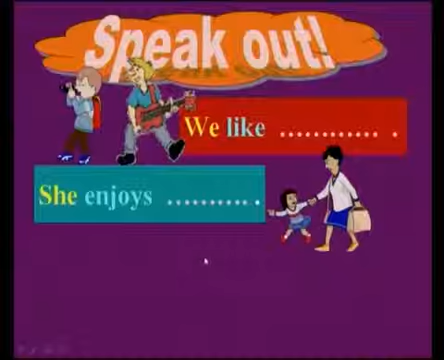 Speak out!
We like ............ .
She enjoys ..........